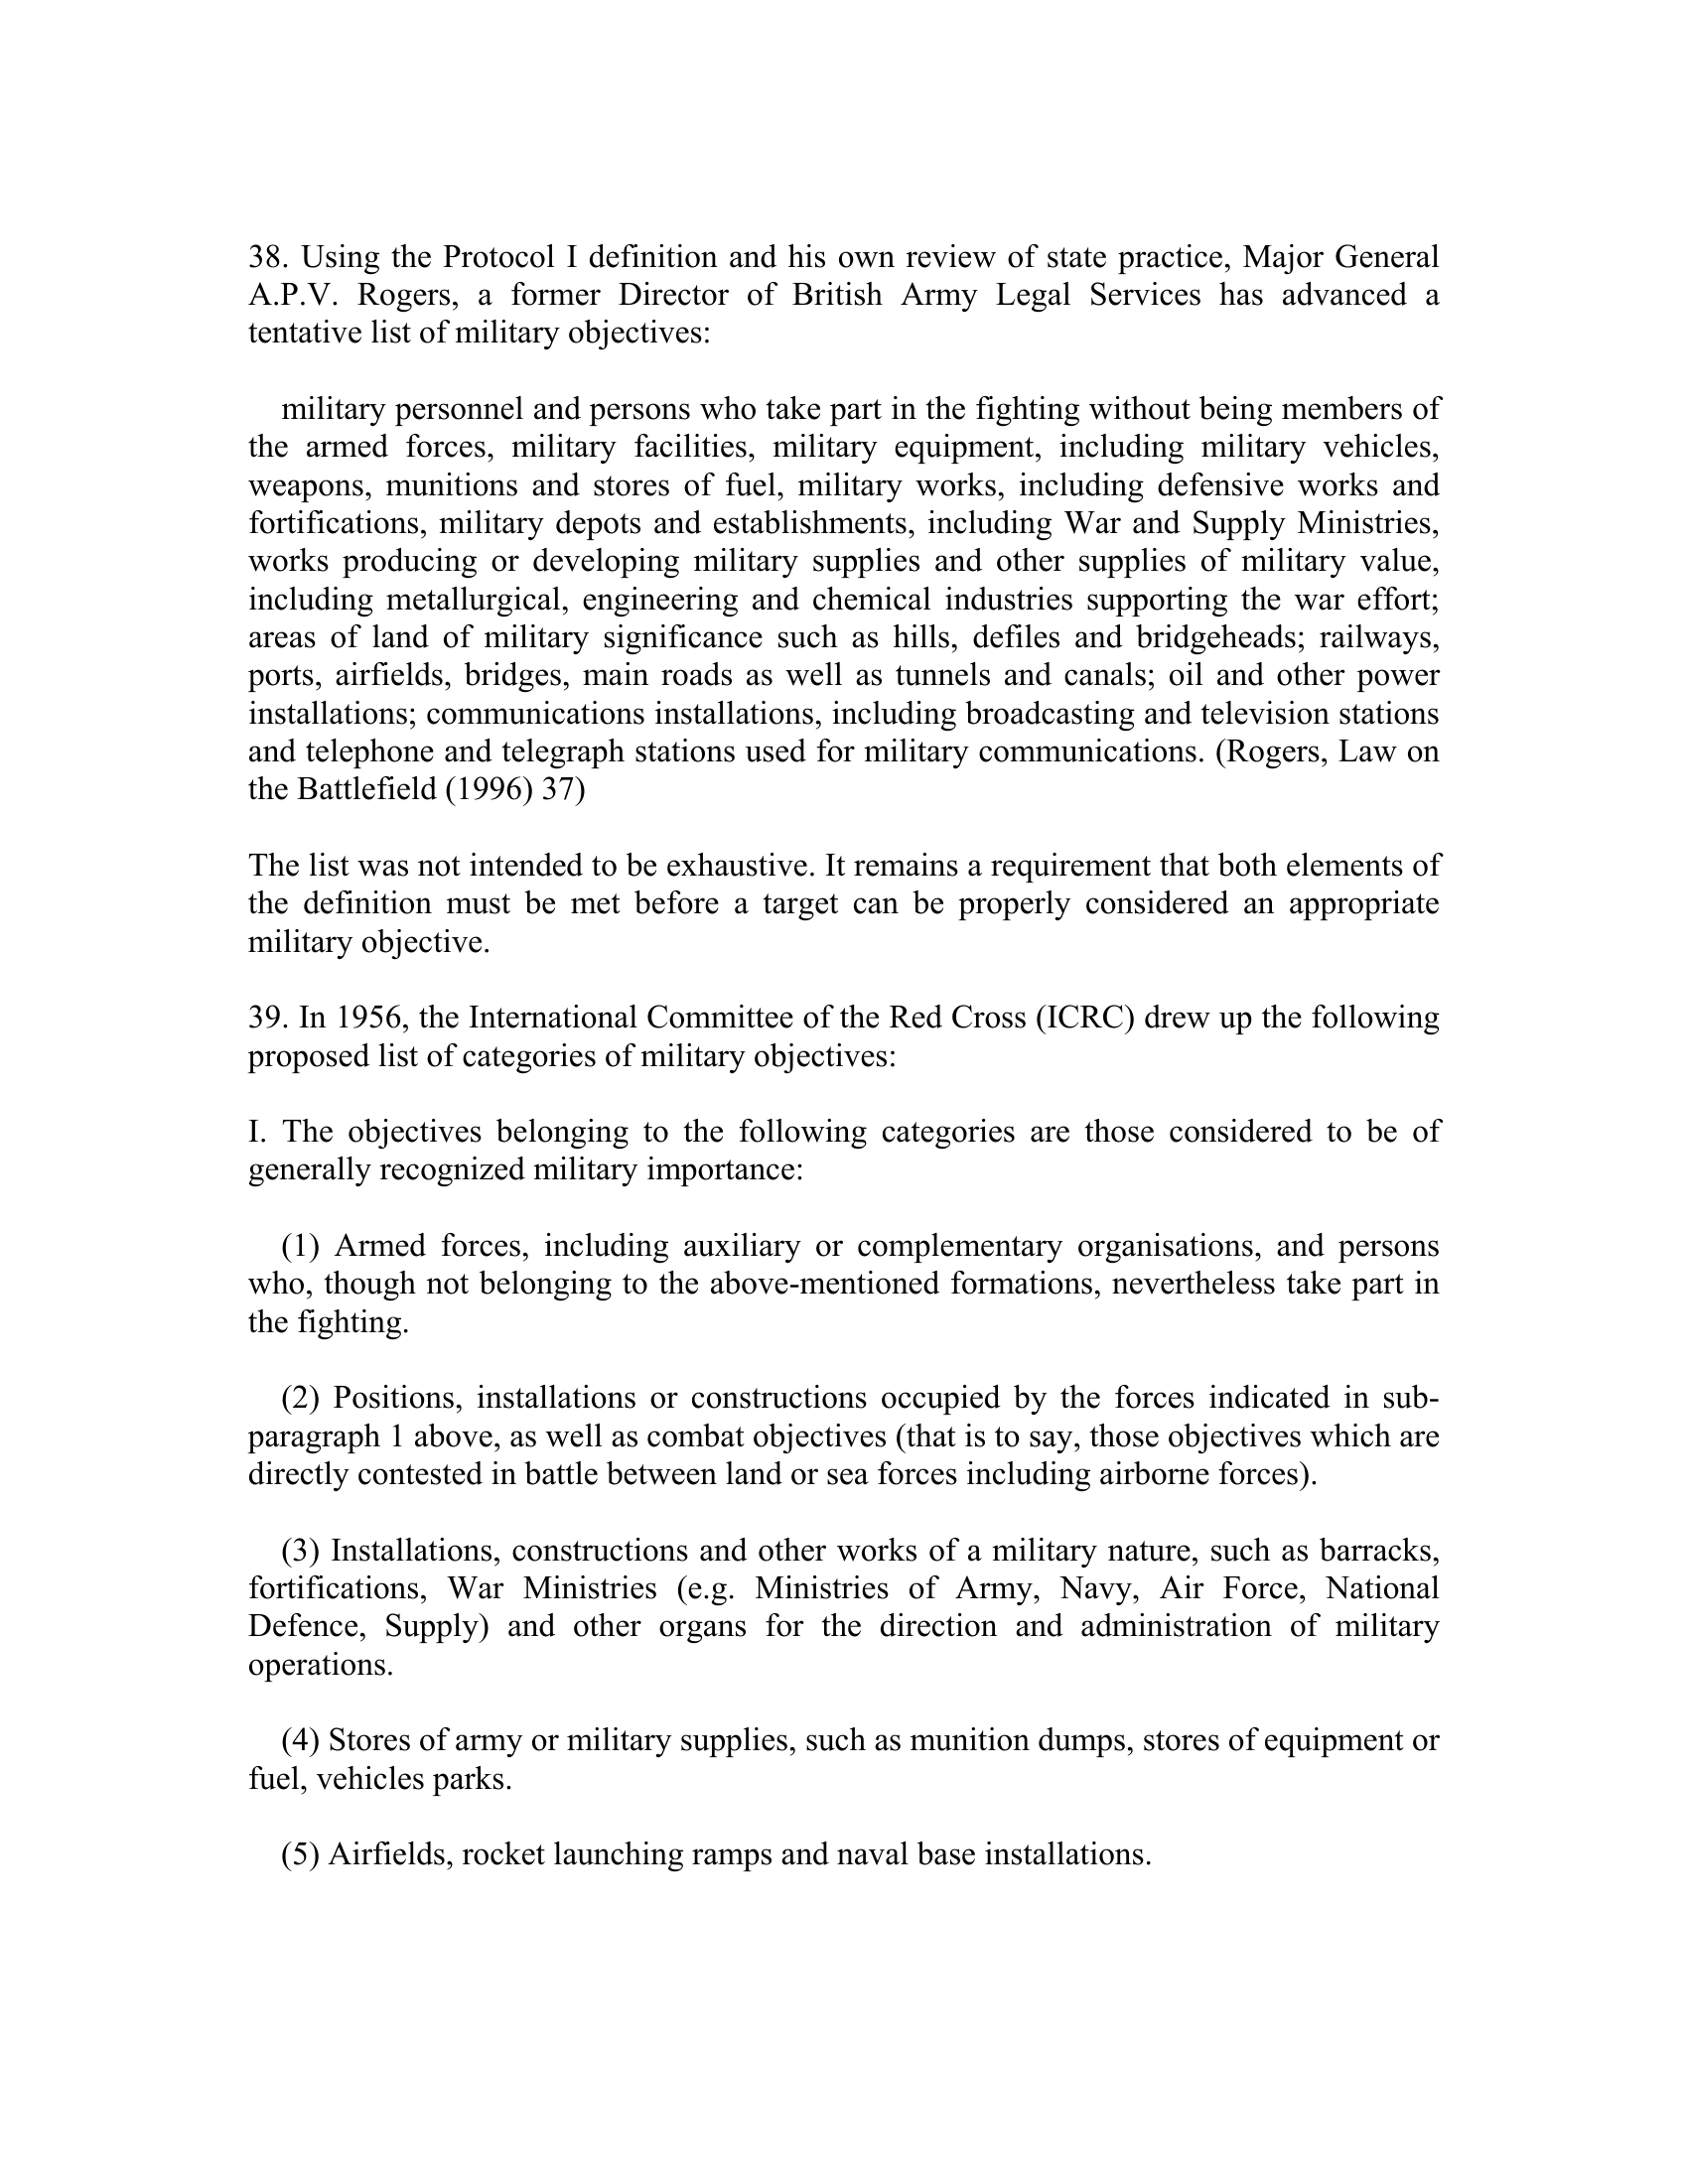 38. Using the Protocol I definition and his own review of state practice, Major General
A.P.V. Rogers, a former Director of British Army Legal Services has advanced a
tentative list of military objectives:
military personnel and persons who take part in the fighting without being members of
the armed forces, military facilities, military equipment, including military vehicles,
weapons, munitions and stores of fuel, military works, including defensive works and
fortifications, military depots and establishments, including War and Supply Ministries,
works producing or developing military supplies and other supplies of military value,
including metallurgical, engineering and chemical industries supporting the war effort;
areas of land of military significance such as hills, defiles and bridgeheads; railways,
ports, airfields, bridges, main roads as well as tunnels and canals; oil and other power
installations; communications installations, including broadcasting and television stations
and telephone and telegraph stations used for military communications. (Rogers, Law on
the Battlefield (1996) 37)
The list was not intended to be exhaustive. It remains a requirement that both elements of
the definition must be met before a target can be properly considered an appropriate
military objective.
39. In 1956, the International Committee of the Red Cross (ICRC) drew up the following
proposed list of categories of military objectives:
I. The objectives belonging to the following categories are those considered to be of
generally recognized military importance:
(1) Armed forces, including auxiliary or complementary organisations, and persons
who, though not belonging to the above-mentioned formations, nevertheless take part in
the fighting.
(2) Positions, installations or constructions occupied by the forces indicated in sub-
paragraph 1 above, as well as combat objectives (that is to say, those objectives which are
directly contested in battle between land or sea forces including airborne forces).
(3) Installations, constructions and other works of a military nature, such as barracks,
fortifications, War Ministries (e.g. Ministries of Army, Navy, Air Force, National
Defence, Supply) and other organs for the direction and administration of military
operations.
(4) Stores of army or military supplies, such as munition dumps, stores of equipment or
fuel, vehicles parks.
(5) Airfields, rocket launching ramps and naval base installations.